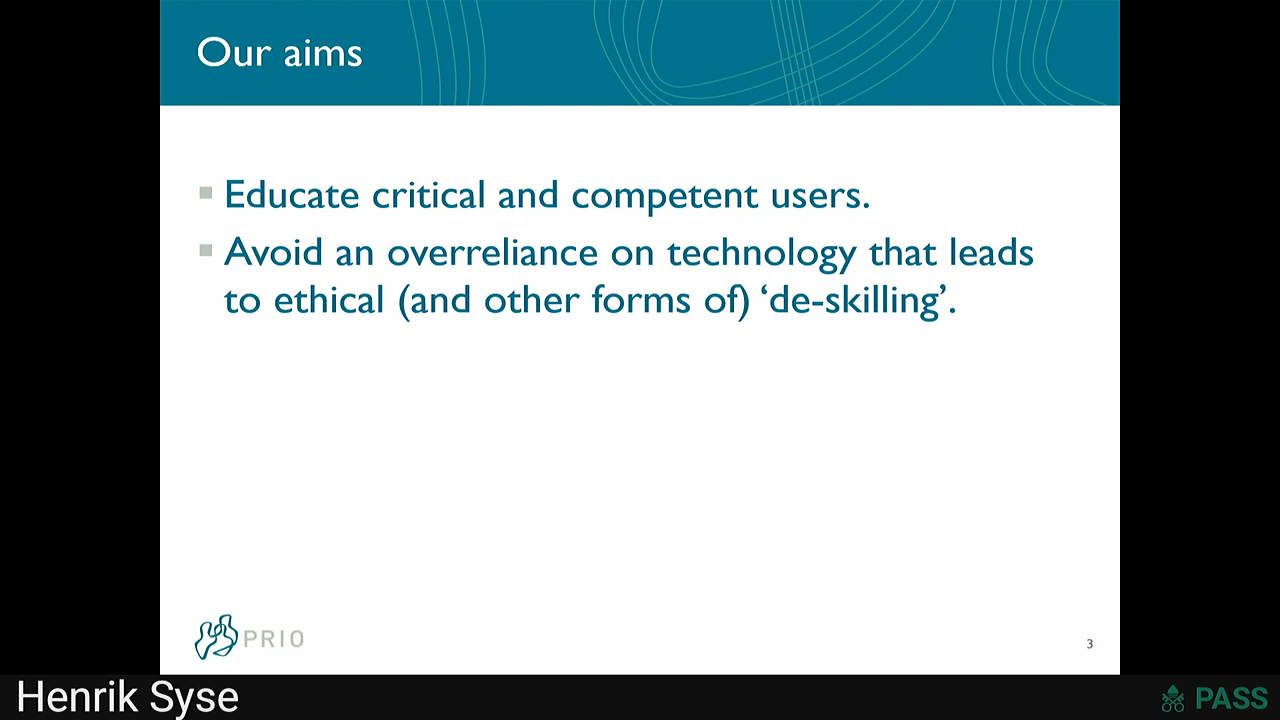 Our aims
Educate critical and competent users.
Avoid an overreliance on technology that leads
to ethical (and other forms of) ‘de-skilling’.
PRIO
3
Henrik Syse
PASS